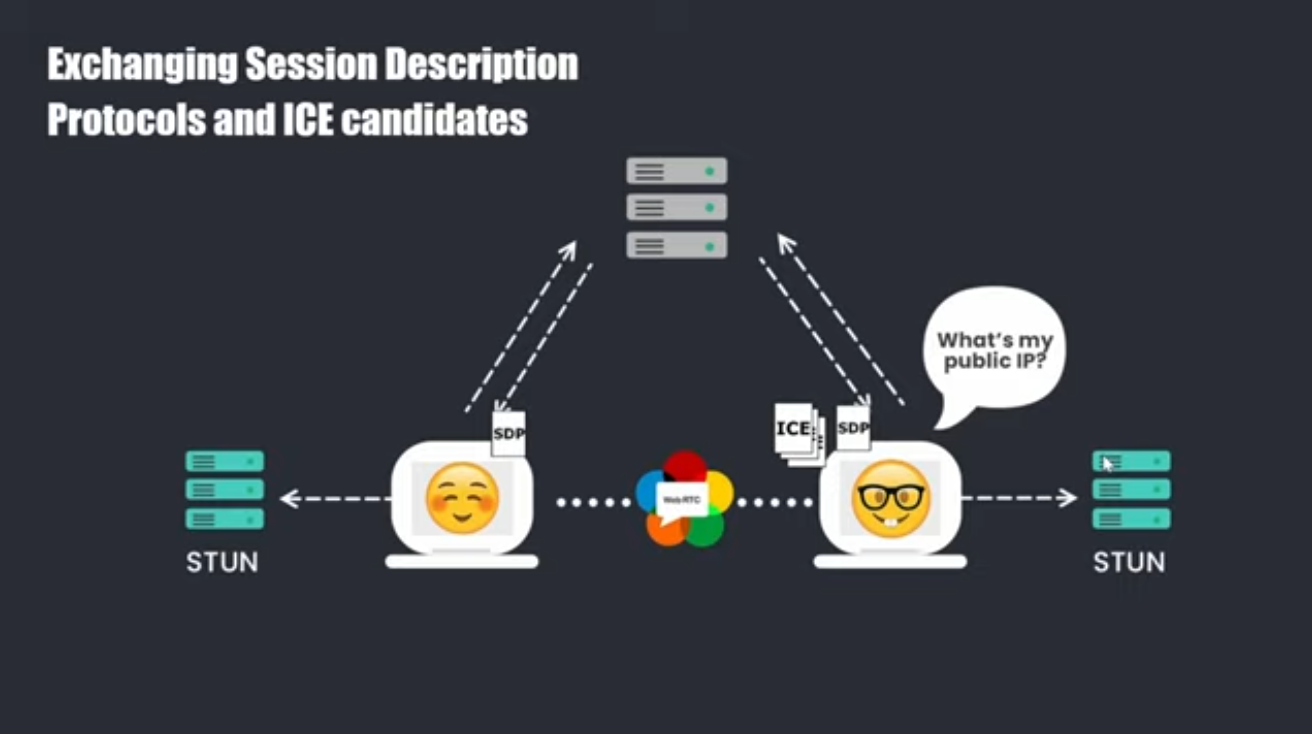 Exchanging Session Description
Protocols and ICE candidates
What's my
public IP?
SDP
ICE
SDP
WebRTC
STUN
STUN